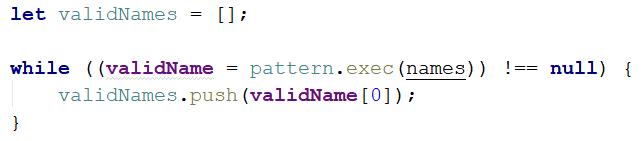 let validNames = [];
while ((validName = pattern.exec(names)) !== null) {
    validNames.push(validName[0]);
}